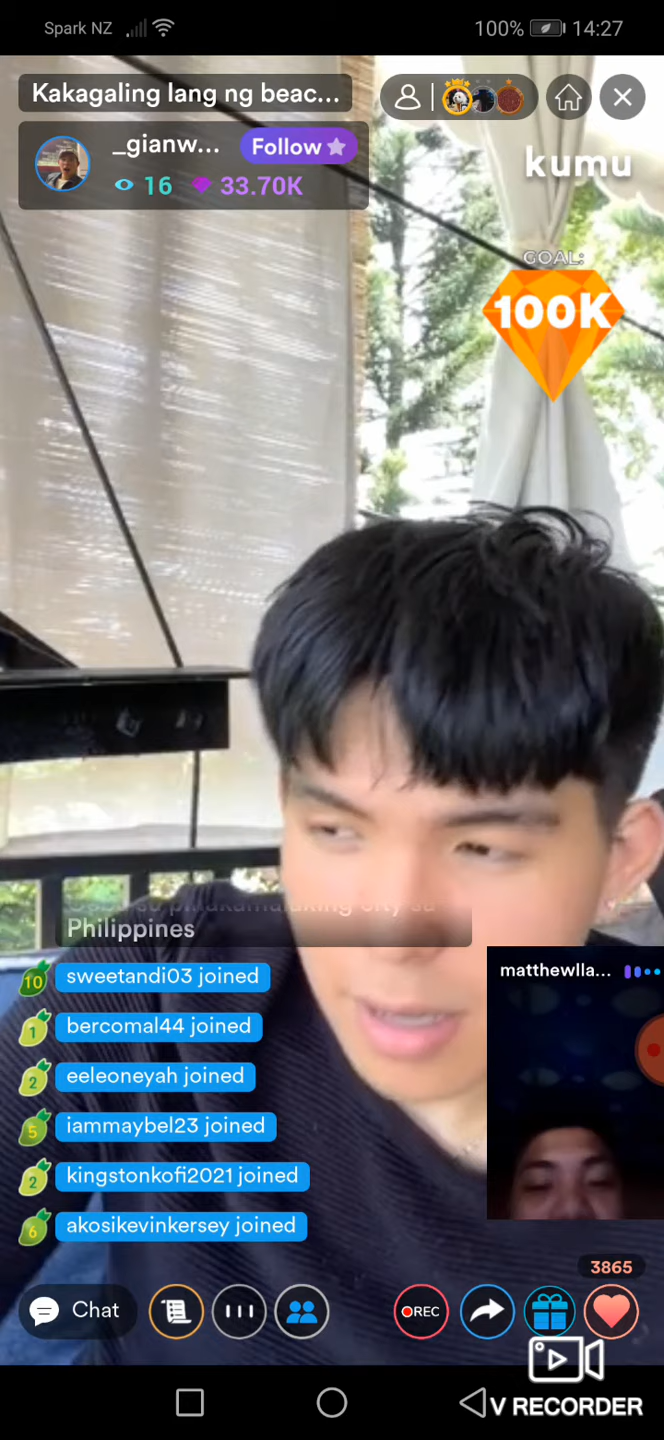 Spark NZ
100%
14:27
Kakagaling lang ng beac...
_gianw...
Follow
16
33.70K
kumu
GOAL:
100K
Philippines
10 sweetandi03 joined
1 bercomal44 joined
2 eeleoneyah joined
5 iammaybel23 joined
2 kingstonkofi2021 joined
6 akosikevinkersey joined
matthewlla...
3865
Chat
REC
V RECORDER